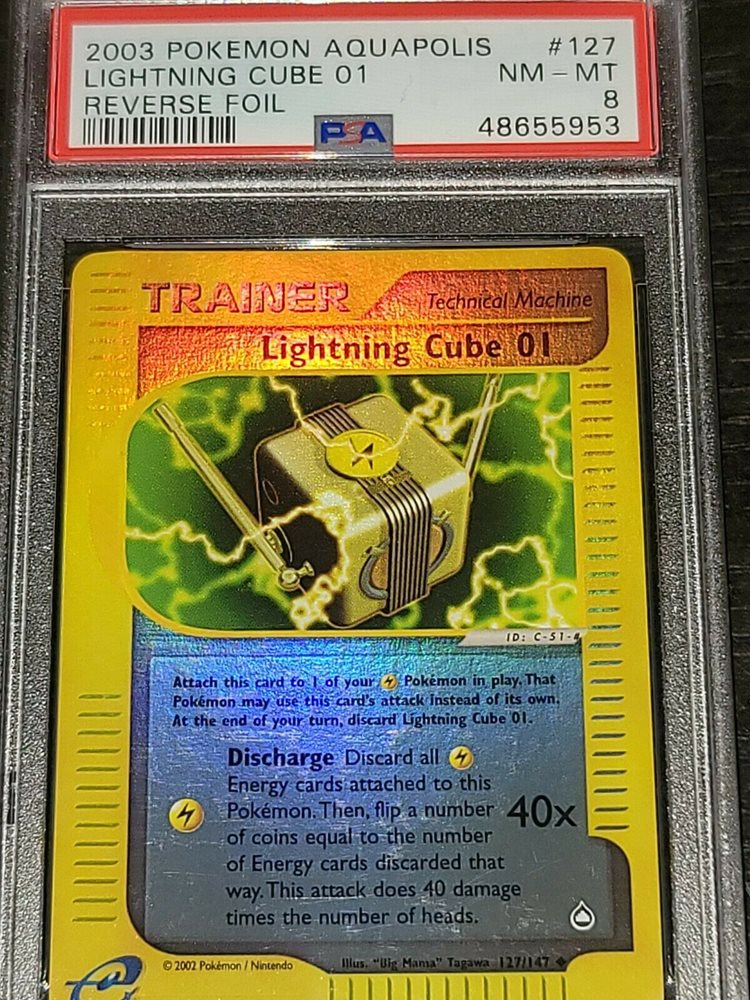 2003 POKEMON AQUAPOLIS #127
LIGHTNING CUBE 01 NM - MT
REVERSE FOIL 8
PSA 48655953
TRAINER Technical Machine
Lightning Cube 01
ID: C-51-#
Attach this card to 1 of your Pokémon in play. That
Pokémon may use this card's attack instead of its own.
At the end of your turn, discard Lightning Cube 01.
Discharge Discard all
Energy cards attached to this
Pokémon. Then, flip a number 40x
of coins equal to the number
of Energy cards discarded that
way. This attack does 40 damage
times the number of heads.
© 2002 Pokémon / Nintendo Illus. "Big Mama" Tagawa 127/147
e